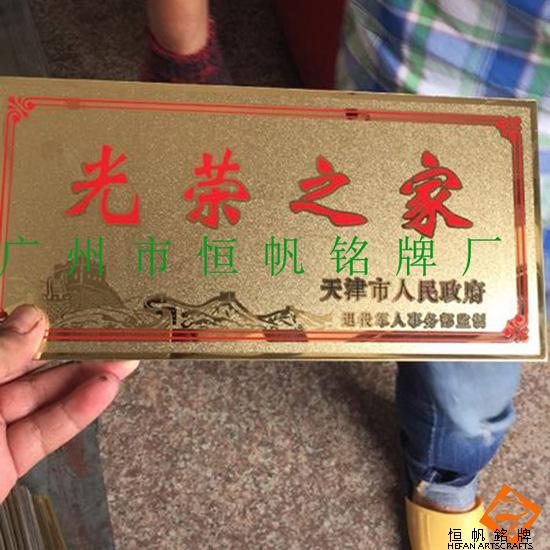 光荣之家
广州市恒帆铭牌厂
天津市人民政府
退役军人事务部监制
恒帆銘牌
HEFAN ARTSCRAFTS